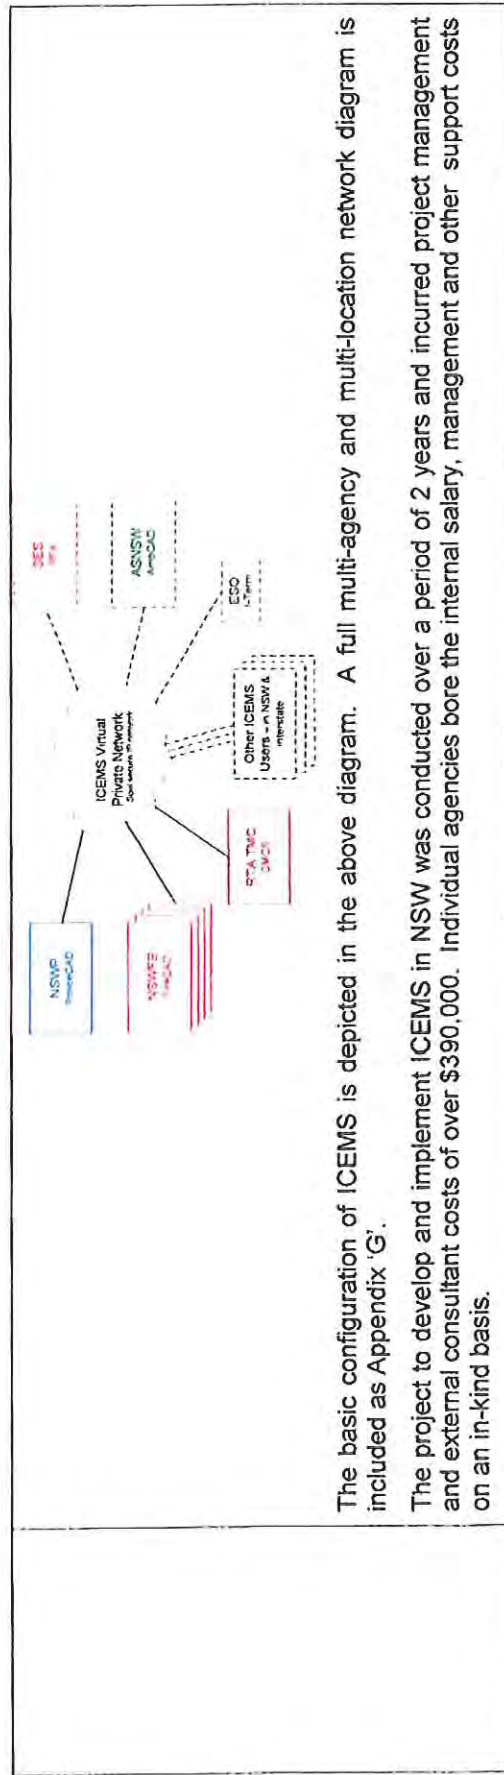 SES
ICEMS Virtual
Private Network
ASNSW
NSWP
NSWFB
ESO
I-Term
Other ICEMS
Users - in NSW &
interstate
RTA TMC
The basic configuration of ICEMS is depicted in the above diagram. A full multi-agency and multi-location network diagram is
included as Appendix ‘G’.
The project to develop and implement ICEMS in NSW was conducted over a period of 2 years and incurred project management
and external consultant costs of over $390,000. Individual agencies bore the internal salary, management and other support costs
on an in-kind basis.